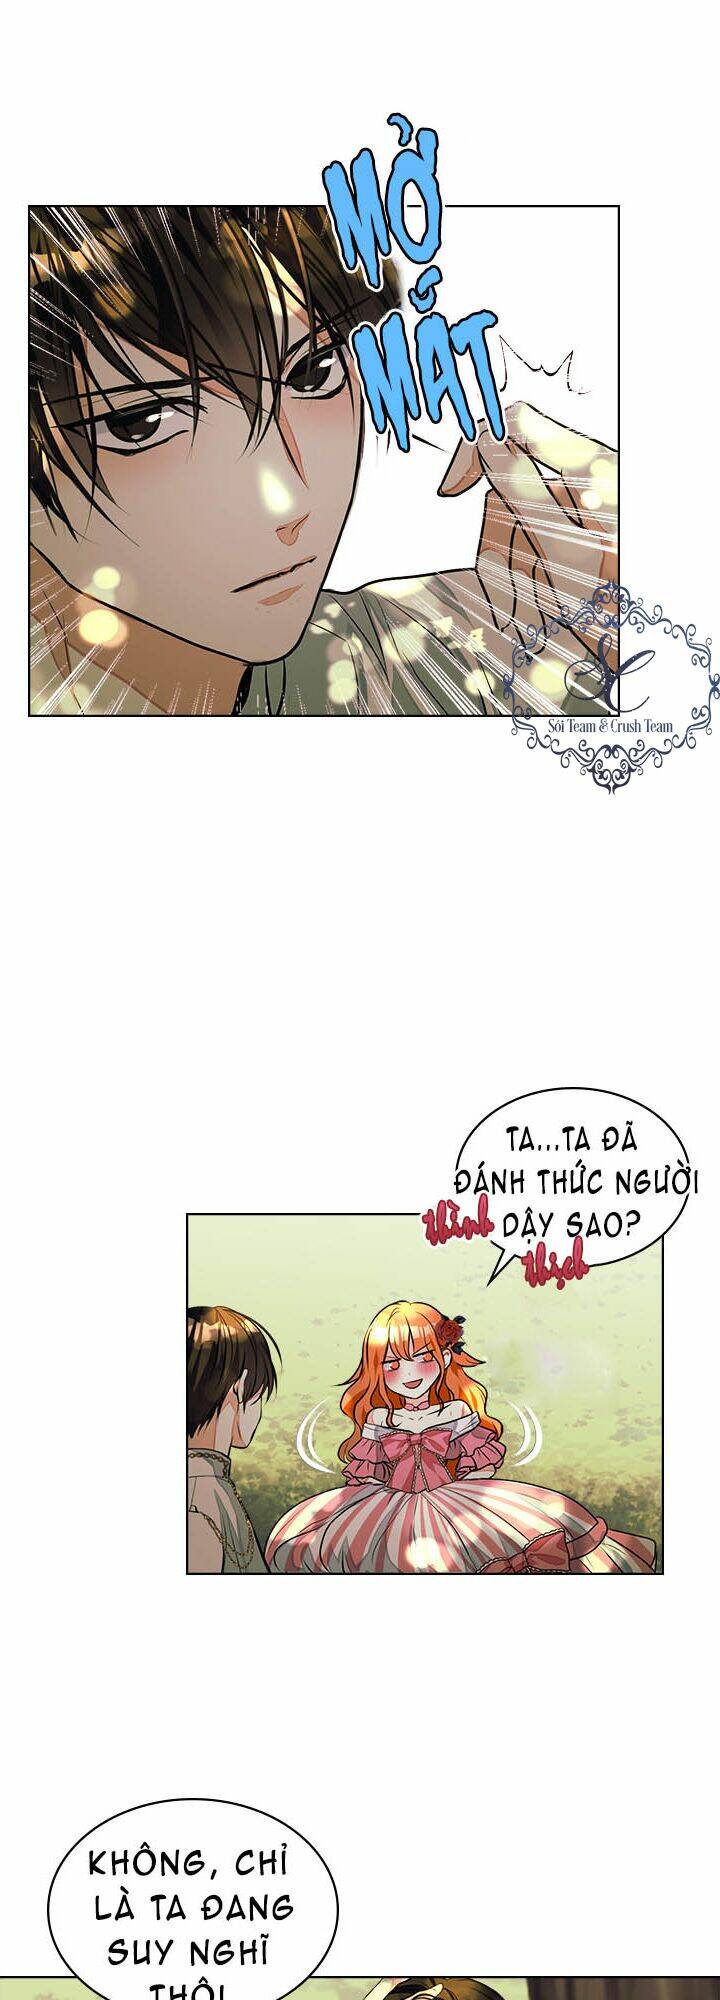 MỞ
MẮT
Sói Team & Crush Team
TA...TA ĐÃ
ĐÁNH THỨC NGƯỜI
DẬY SAO?
thình
thịch
KHÔNG, CHỈ
LÀ TA ĐANG
SUY NGHĨ
THÔI